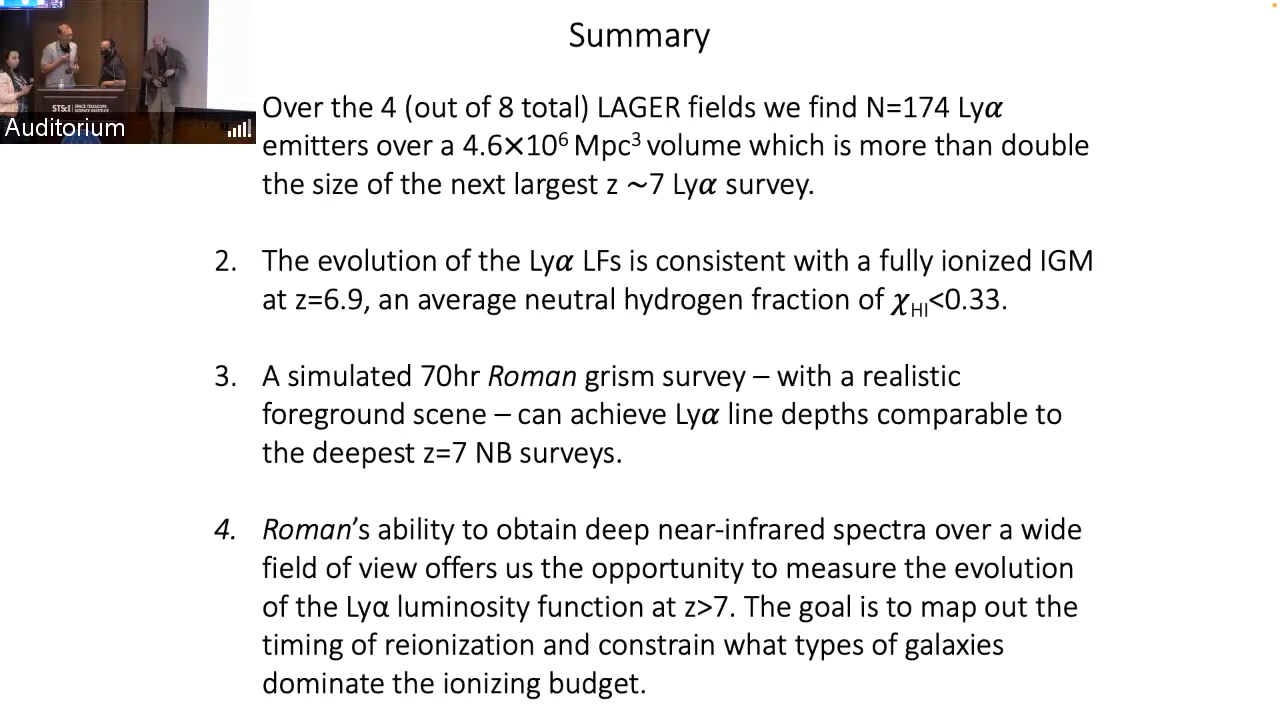 Summary
Over the 4 (out of 8 total) LAGER fields we find N=174 Lyα
emitters over a 4.6×10⁶ Mpc³ volume which is more than double
the size of the next largest z ~7 Lyα survey.
2. The evolution of the Lyα LFs is consistent with a fully ionized IGM
at z=6.9, an average neutral hydrogen fraction of χHI<0.33.
3. A simulated 70hr Roman grism survey – with a realistic
foreground scene – can achieve Lyα line depths comparable to
the deepest z=7 NB surveys.
4. Roman’s ability to obtain deep near-infrared spectra over a wide
field of view offers us the opportunity to measure the evolution
of the Lyα luminosity function at z>7. The goal is to map out the
timing of reionization and constrain what types of galaxies
dominate the ionizing budget.
STScI | SPACE TELESCOPE
SCIENCE INSTITUTE
Auditorium